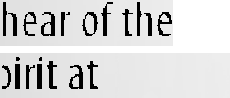 hear of the
pirit at